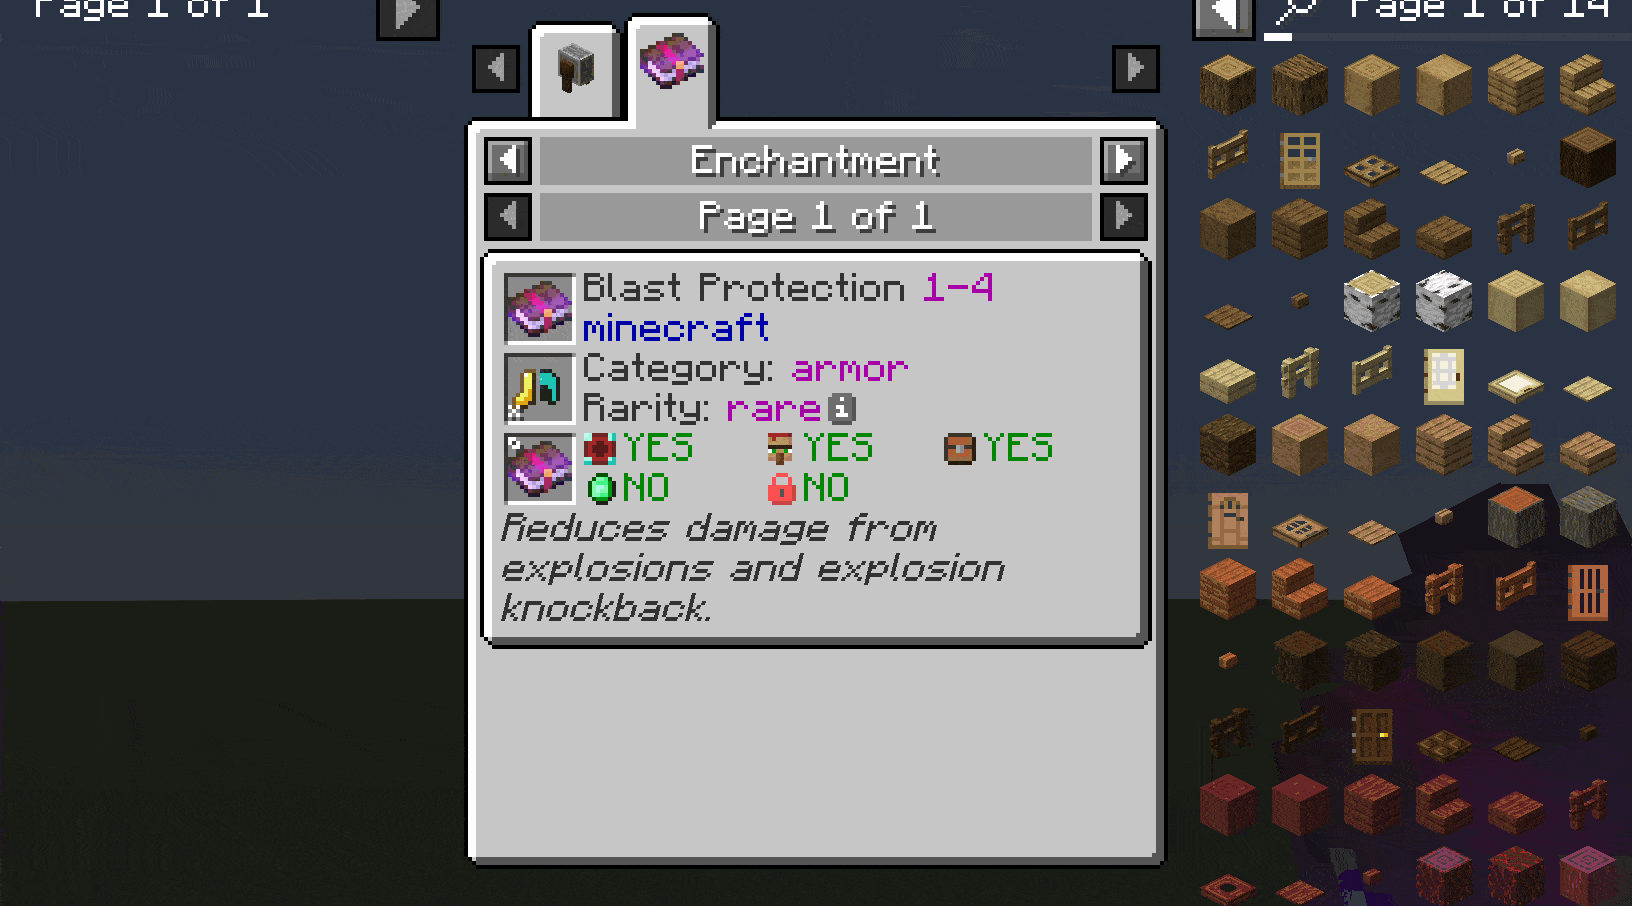 Page 1 of 1
Page 1 of 14
Enchantment
Page 1 of 1
Blast Protection 1-4
minecraft
Category: armor
Rarity: rare i
YES YES YES
NO NO
Reduces damage from
explosions and explosion
knockback.